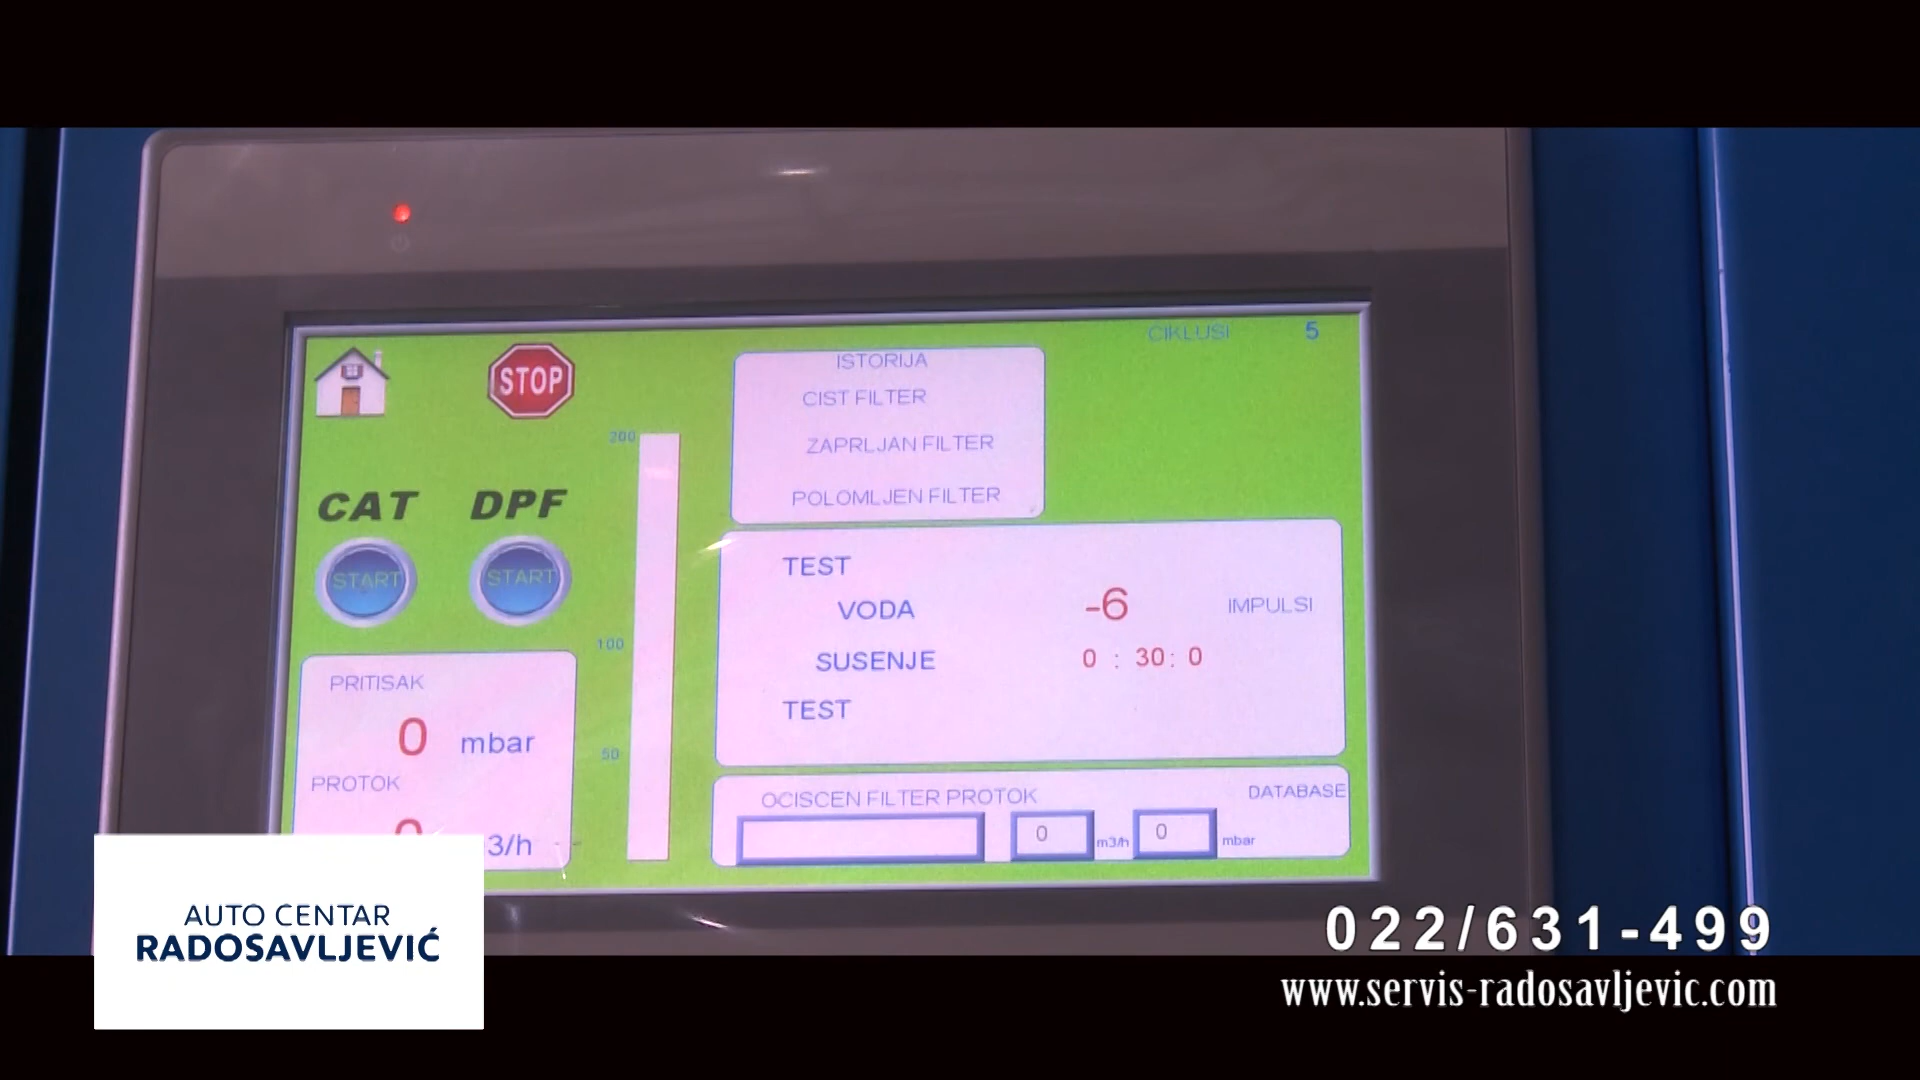 CIKLUSI 5
STOP
ISTORIJA
CIST FILTER
ZAPRLJAN FILTER
POLOMLJEN FILTER
200
CAT DPF
START START
100
50
TEST
VODA -6 IMPULSI
SUSENJE 0 : 30 : 0
TEST
PRITISAK
0 mbar
PROTOK
3/h
OCISCEN FILTER PROTOK DATABASE
0 m3/h 0 mbar
AUTO CENTAR
RADOSAVLJEVIĆ
022/631-499
www.servis-radosavljevic.com